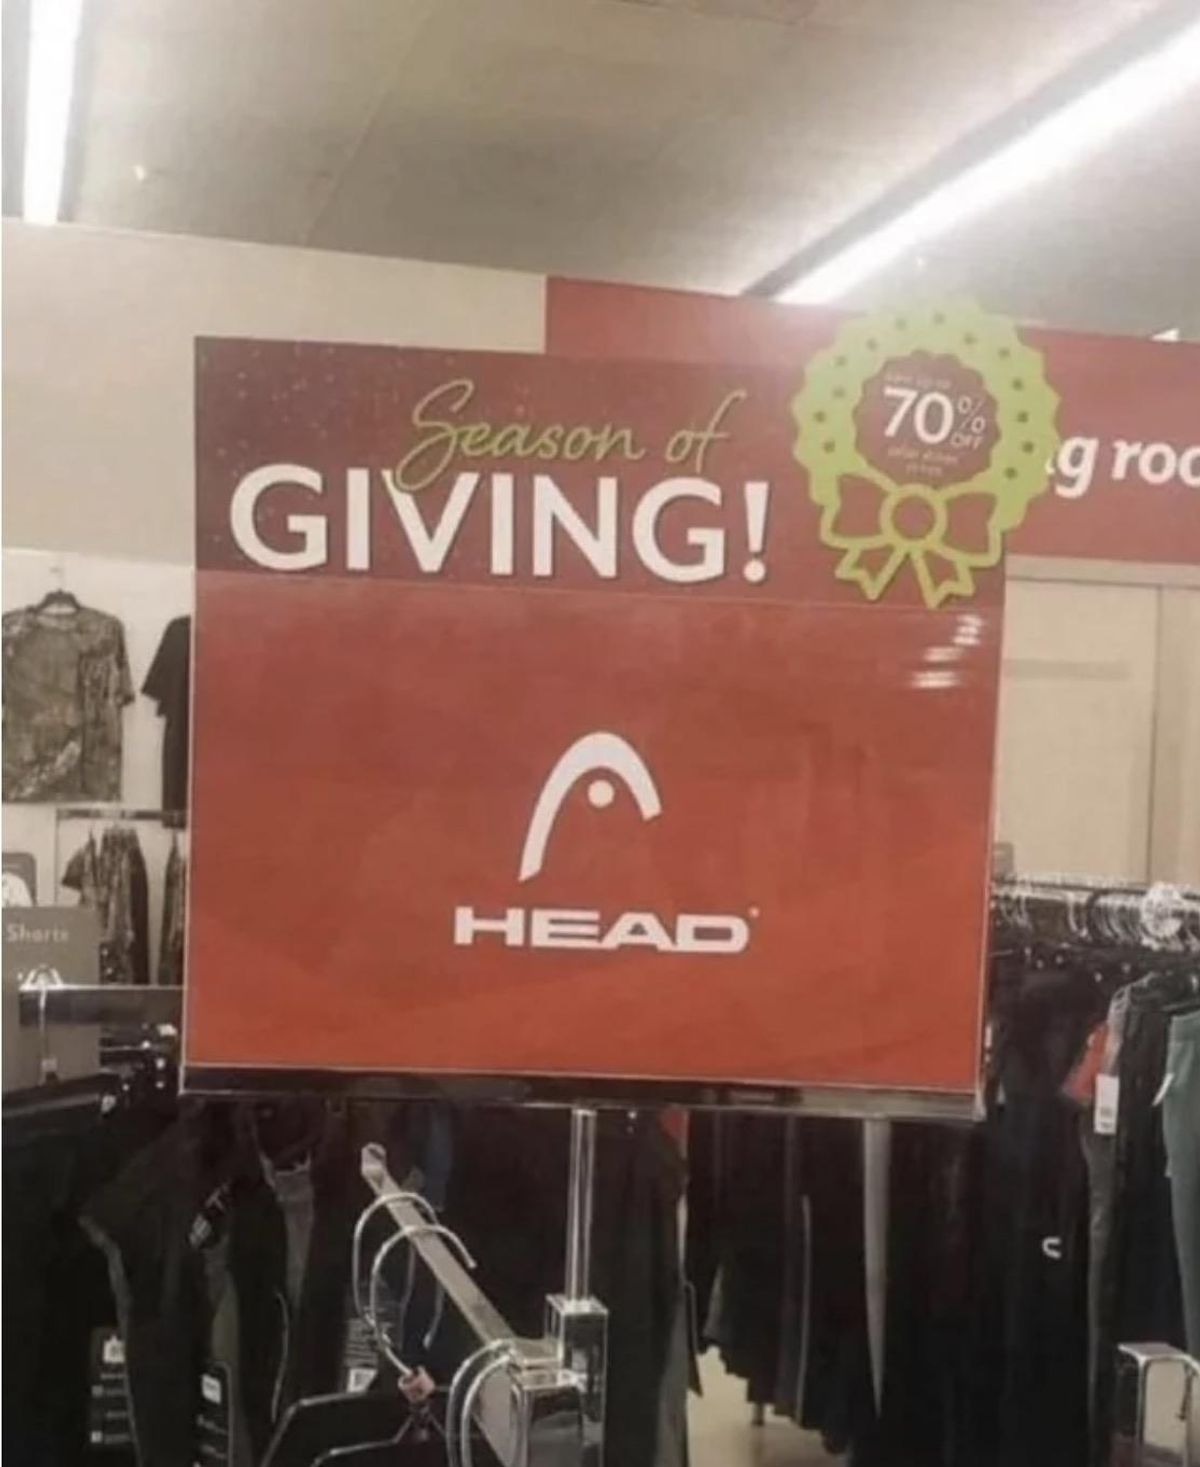 Season of
GIVING!
70% OFF
g roo
HEAD
Shorts